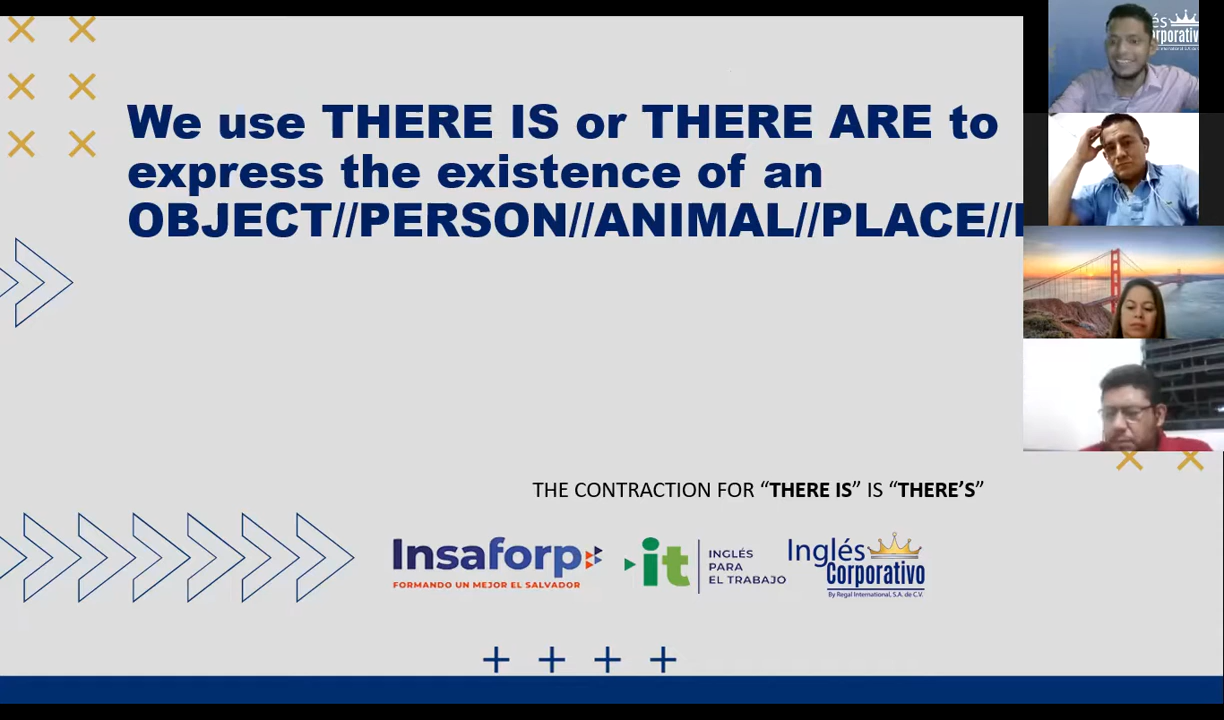 We use THERE IS or THERE ARE to
express the existence of an
OBJECT//PERSON//ANIMAL//PLACE//
THE CONTRACTION FOR “THERE IS” IS “THERE’S”
Insaforp
FORMANDO UN MEJOR EL SALVADOR
it
INGLÉS
PARA
EL TRABAJO
Inglés
Corporativo
By Regal International, S.A. de C.V.